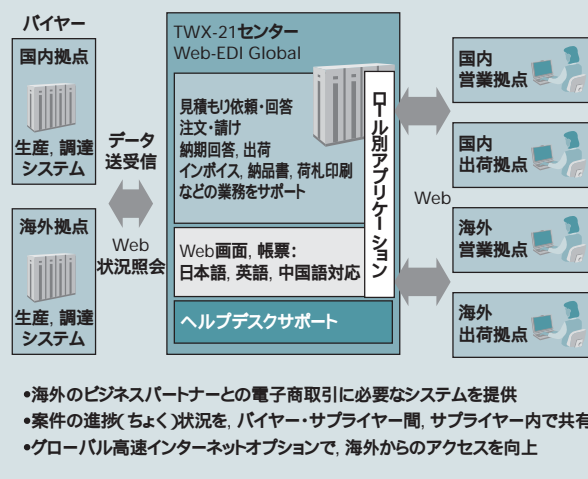 バイヤー
国内拠点
生産, 調達
システム
海外拠点
生産, 調達
システム
データ
送受信
Web
状況照会
TWX-21センター
Web-EDI Global
見積もり依頼・回答
注文・請け
納期回答, 出荷
インボイス, 納品書, 荷札印刷
などの業務をサポート
ロール別アプリケーション
Web画面, 帳票:
日本語, 英語, 中国語対応
ヘルプデスクサポート
Web
国内
営業拠点
国内
出荷拠点
海外
営業拠点
海外
出荷拠点
•海外のビジネスパートナーとの電子商取引に必要なシステムを提供
•案件の進捗(ちょく)状況を, バイヤー・サプライヤー間, サプライヤー内で共有
•グローバル高速インターネットオプションで, 海外からのアクセスを向上